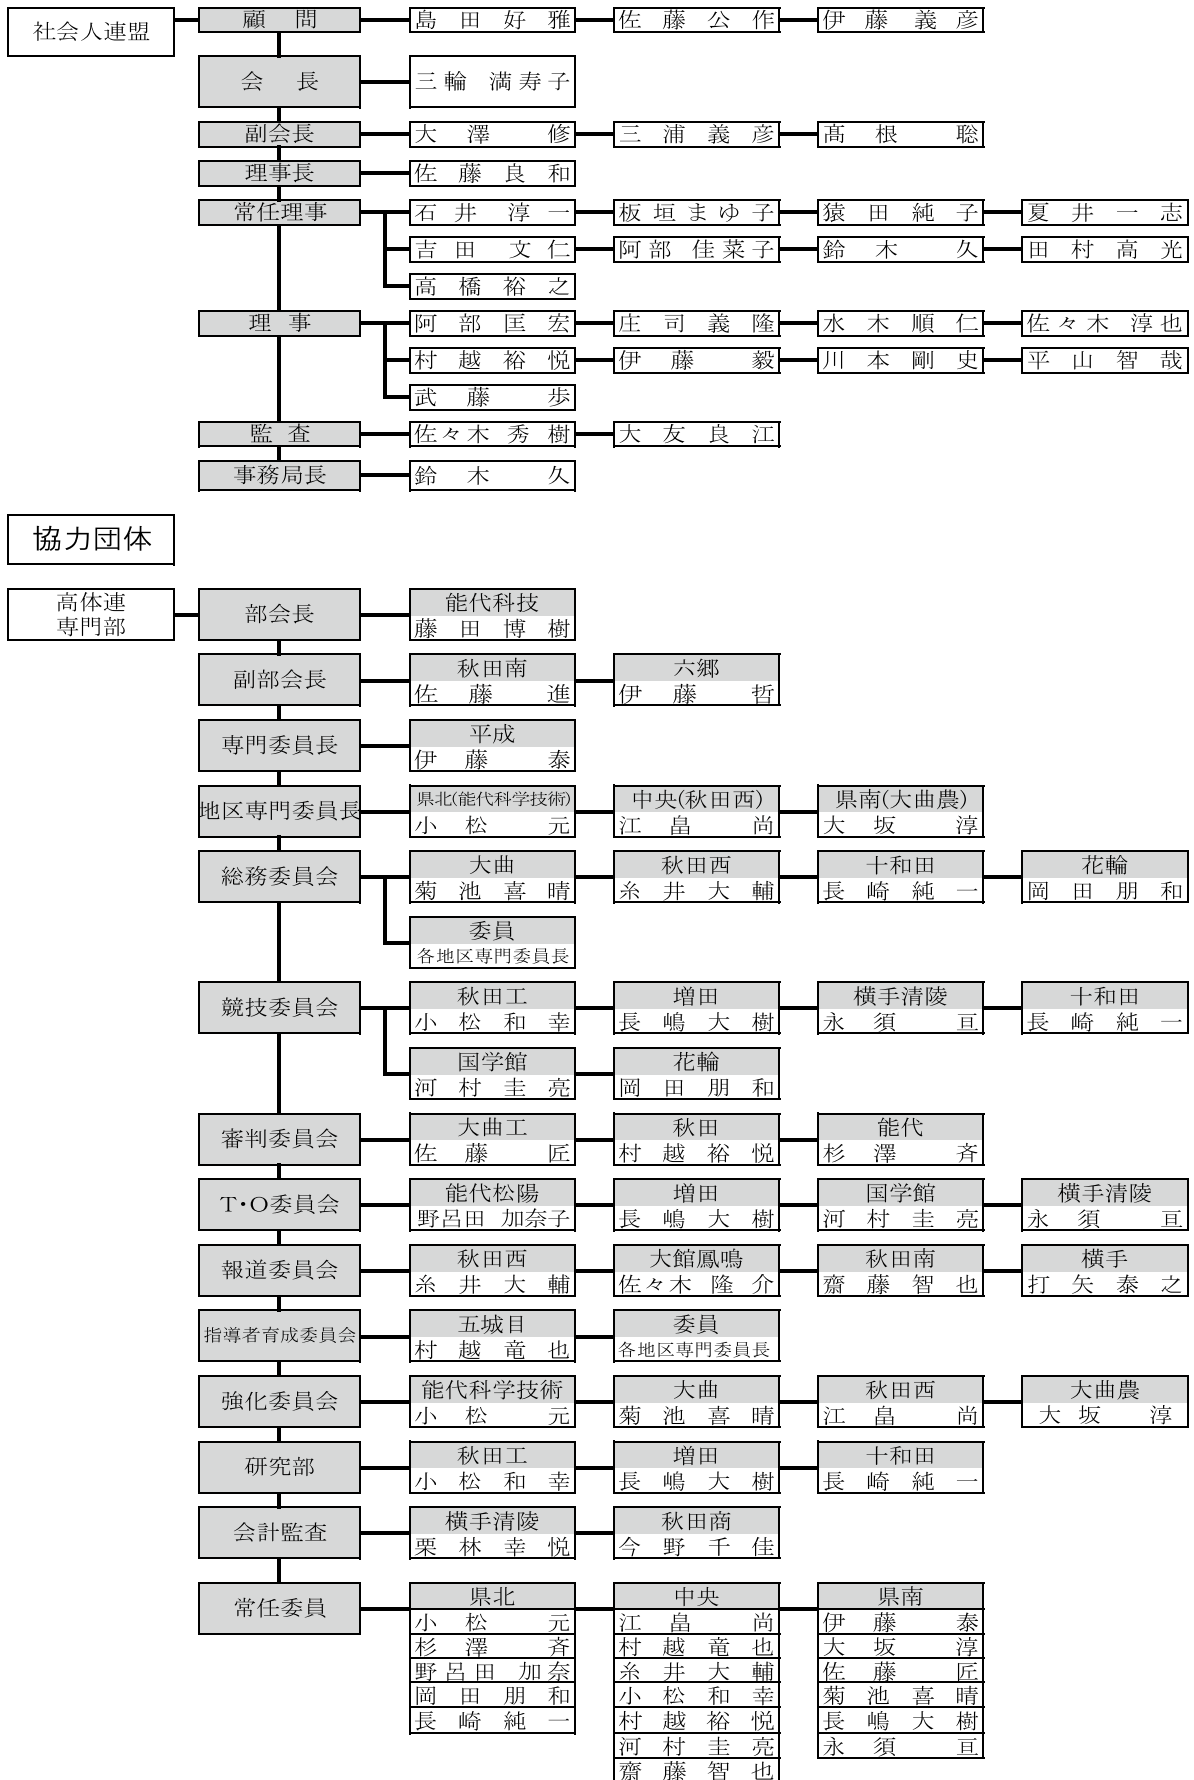 社会人連盟 顧問 島田好雅 佐藤公作 伊藤義彦
会長 三輪 満寿子
副会長 大澤修 三浦義彦 髙根聡
理事長 佐藤良和
常任理事 石井淳一 板垣まゆ子 猿田純子 夏井一志
吉田文仁 阿部 佳菜子 鈴木久 田村高光
高橋裕之
理事 阿部匡宏 庄司義隆 水木順仁 佐々木淳也
村越裕悦 伊藤毅 川本剛史 平山智哉
武藤歩
監査 佐々木秀樹 大友良江
事務局長 鈴木久
協力団体
高体連
専門部
部会長 能代科技
藤田博樹
副部会長 秋田南 六郷
佐藤進 伊藤哲
専門委員長 平成
伊藤泰
地区専門委員長 県北(能代科学技術) 中央(秋田西) 県南(大曲農)
小松元 江畠尚 大坂淳
総務委員会 大曲 秋田西 十和田 花輪
菊池喜晴 糸井大輔 長崎純一 岡田朋和
委員
各地区専門委員長
競技委員会 秋田工 増田 横手清陵 十和田
小松和幸 長嶋大樹 永須亘 長崎純一
国学館 花輪
河村圭亮 岡田朋和
審判委員会 大曲工 秋田 能代
佐藤匠 村越裕悦 杉澤斉
T・O委員会 能代松陽 増田 国学館 横手清陵
野呂田 加奈子 長嶋大樹 河村圭亮 永須亘
報道委員会 秋田西 大館鳳鳴 秋田南 横手
糸井大輔 佐々木隆介 齋藤智也 打矢泰之
指導者育成委員会 五城目 委員
村越竜也 各地区専門委員長
強化委員会 能代科学技術 大曲 秋田西 大曲農
小松元 菊池喜晴 江畠尚 大坂淳
研究部 秋田工 増田 十和田
小松和幸 長嶋大樹 長崎純一
会計監査 横手清陵 秋田商
栗林幸悦 今野千佳
常任委員 県北 中央 県南
小松元 江畠尚 伊藤泰
杉澤斉 村越竜也 大坂淳
野呂田 加奈 糸井大輔 佐藤匠
岡田朋和 小松和幸 菊池喜晴
長崎純一 村越裕悦 長嶋大樹
河村圭亮 永須亘
齋藤智也